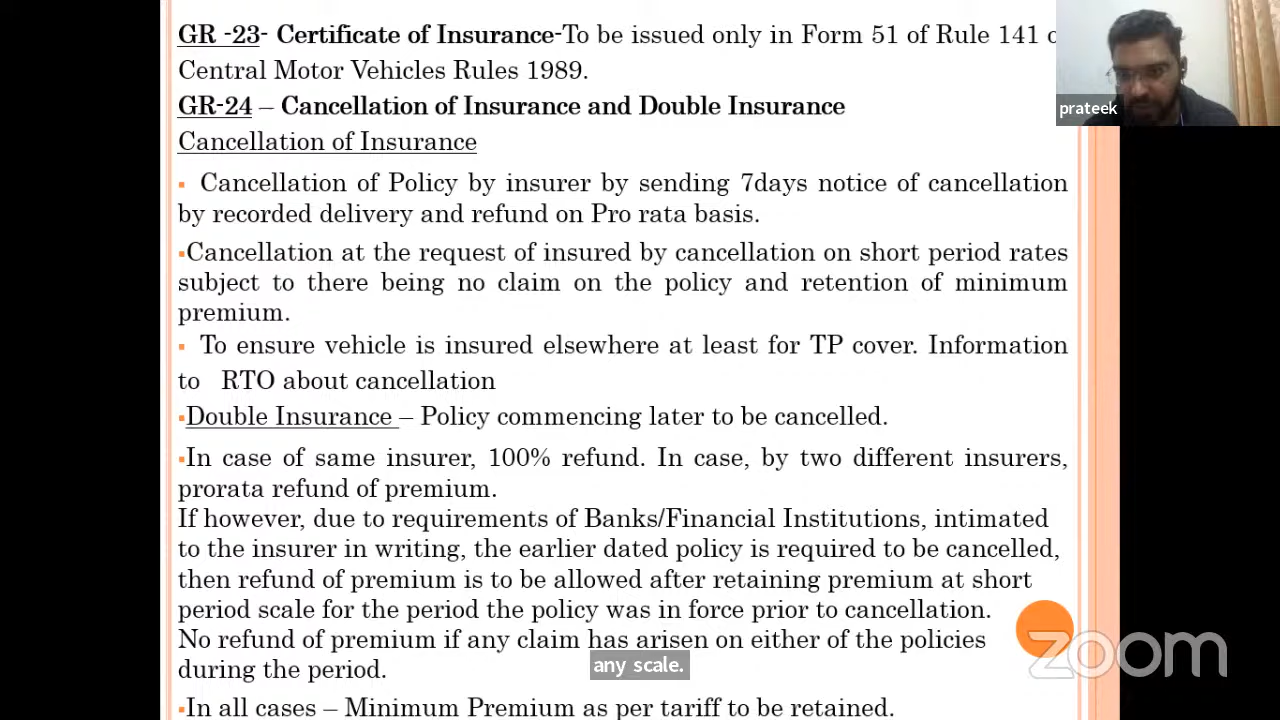 GR -23- Certificate of Insurance-To be issued only in Form 51 of Rule 141 o
Central Motor Vehicles Rules 1989.
GR-24 – Cancellation of Insurance and Double Insurance
Cancellation of Insurance
▪ Cancellation of Policy by insurer by sending 7days notice of cancellation
by recorded delivery and refund on Pro rata basis.
▪Cancellation at the request of insured by cancellation on short period rates
subject to there being no claim on the policy and retention of minimum
premium.
▪ To ensure vehicle is insured elsewhere at least for TP cover. Information
to RTO about cancellation
▪Double Insurance – Policy commencing later to be cancelled.
▪In case of same insurer, 100% refund. In case, by two different insurers,
prorata refund of premium.
If however, due to requirements of Banks/Financial Institutions, intimated
to the insurer in writing, the earlier dated policy is required to be cancelled,
then refund of premium is to be allowed after retaining premium at short
period scale for the period the policy was in force prior to cancellation.
No refund of premium if any claim has arisen on either of the policies
during the period.
▪In all cases – Minimum Premium as per tariff to be retained.
any scale.
prateek
zoom